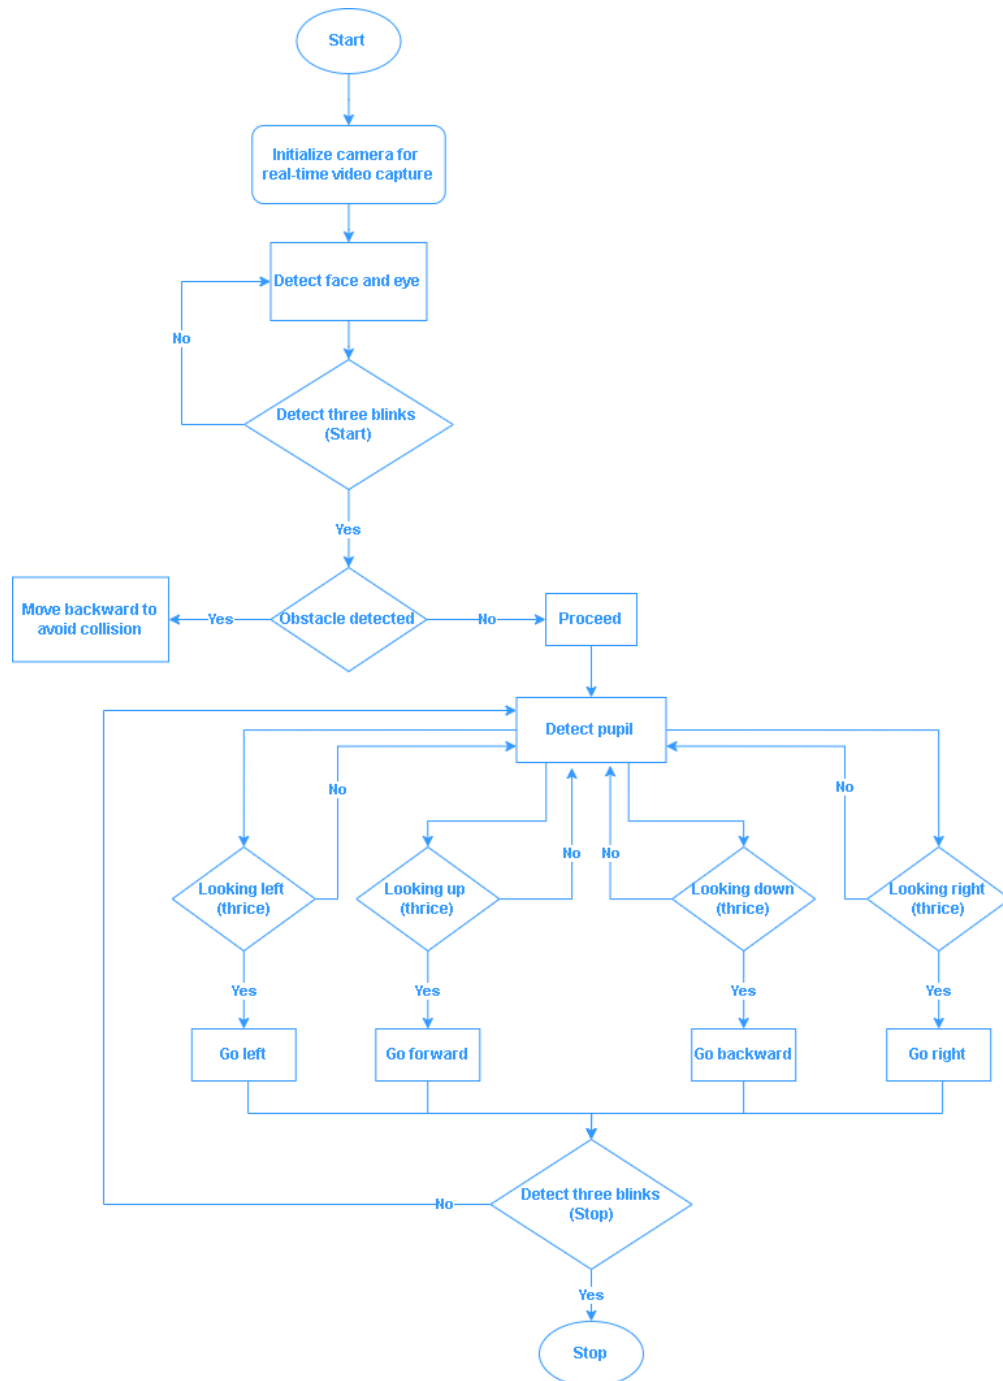 Start
Initialize camera for
real-time video capture
Detect face and eye
No
Detect three blinks
(Start)
Yes
Move backward to
avoid collision
Yes
Obstacle detected
No
Proceed
Detect pupil
No
No
No
No
Looking left
(thrice)
Looking up
(thrice)
Looking down
(thrice)
Looking right
(thrice)
Yes
Yes
Yes
Yes
Go left
Go forward
Go backward
Go right
Detect three blinks
(Stop)
No
Yes
Stop